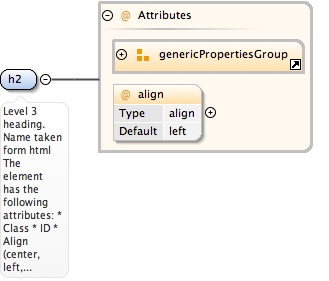 @ Attributes
genericPropertiesGroup
h2
@ align
Type align
Default left
Level 3
heading.
Name taken
form html
The
element
has the
following
attributes: *
Class * ID *
Align
(center,
left,...